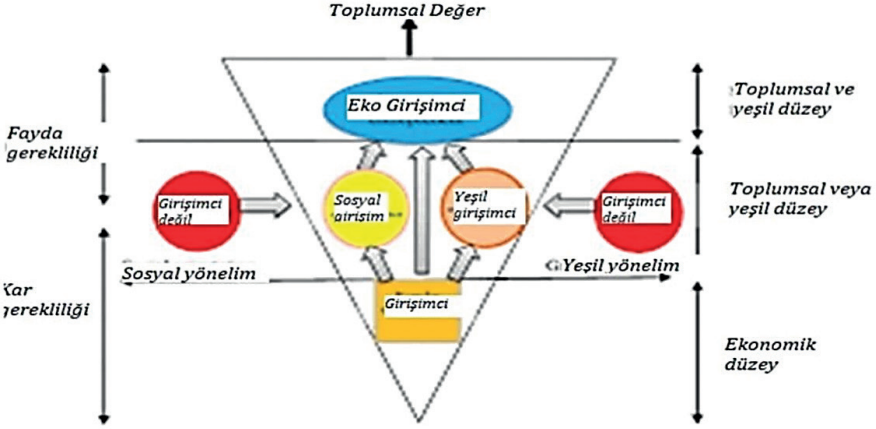 Toplumsal Değer
Eko Girişimci
Toplumsal ve
yeşil düzey
Fayda
gerekliliği
Girişimci
değil
Sosyal
girisim
Yeşil
girişimci
Girişimci
değil
Toplumsal veya
yeşil düzey
Sosyal yönelim
Yeşil yönelim
Kar
gerekliliği
Girişimci
Ekonomik
düzey